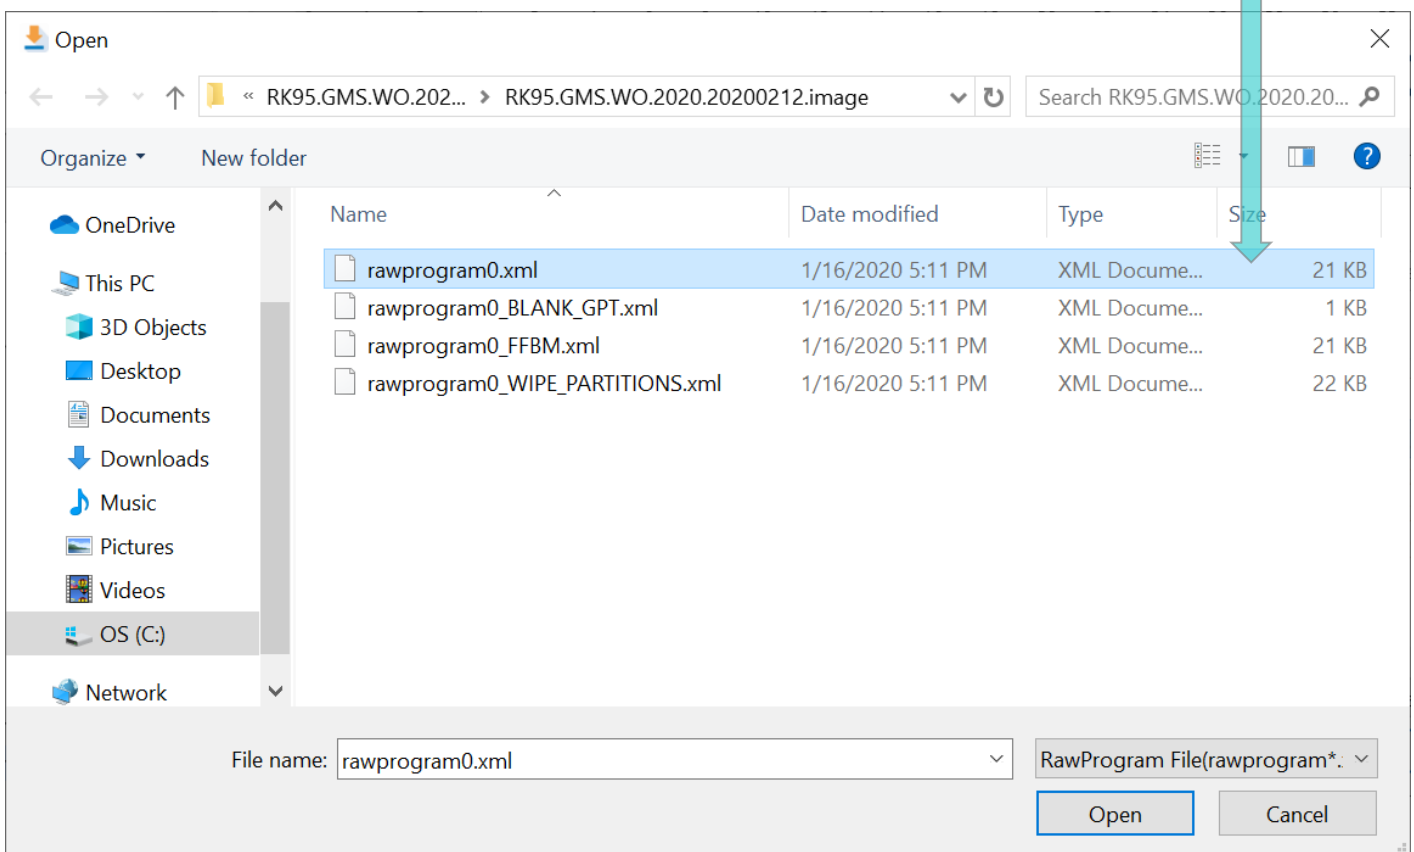 Open
« RK95.GMS.WO.202... > RK95.GMS.WO.2020.20200212.image
Search RK95.GMS.WO.2020.20...
Organize
New folder
?
Name
Date modified
Type
Size
rawprogram0.xml 1/16/2020 5:11 PM XML Docume... 21 KB
rawprogram0_BLANK_GPT.xml 1/16/2020 5:11 PM XML Docume... 1 KB
rawprogram0_FFBM.xml 1/16/2020 5:11 PM XML Docume... 21 KB
rawprogram0_WIPE_PARTITIONS.xml 1/16/2020 5:11 PM XML Docume... 22 KB
OneDrive
This PC
3D Objects
Desktop
Documents
Downloads
Music
Pictures
Videos
OS (C:)
Network
File name: rawprogram0.xml
RawProgram File(rawprogram*.
Open
Cancel